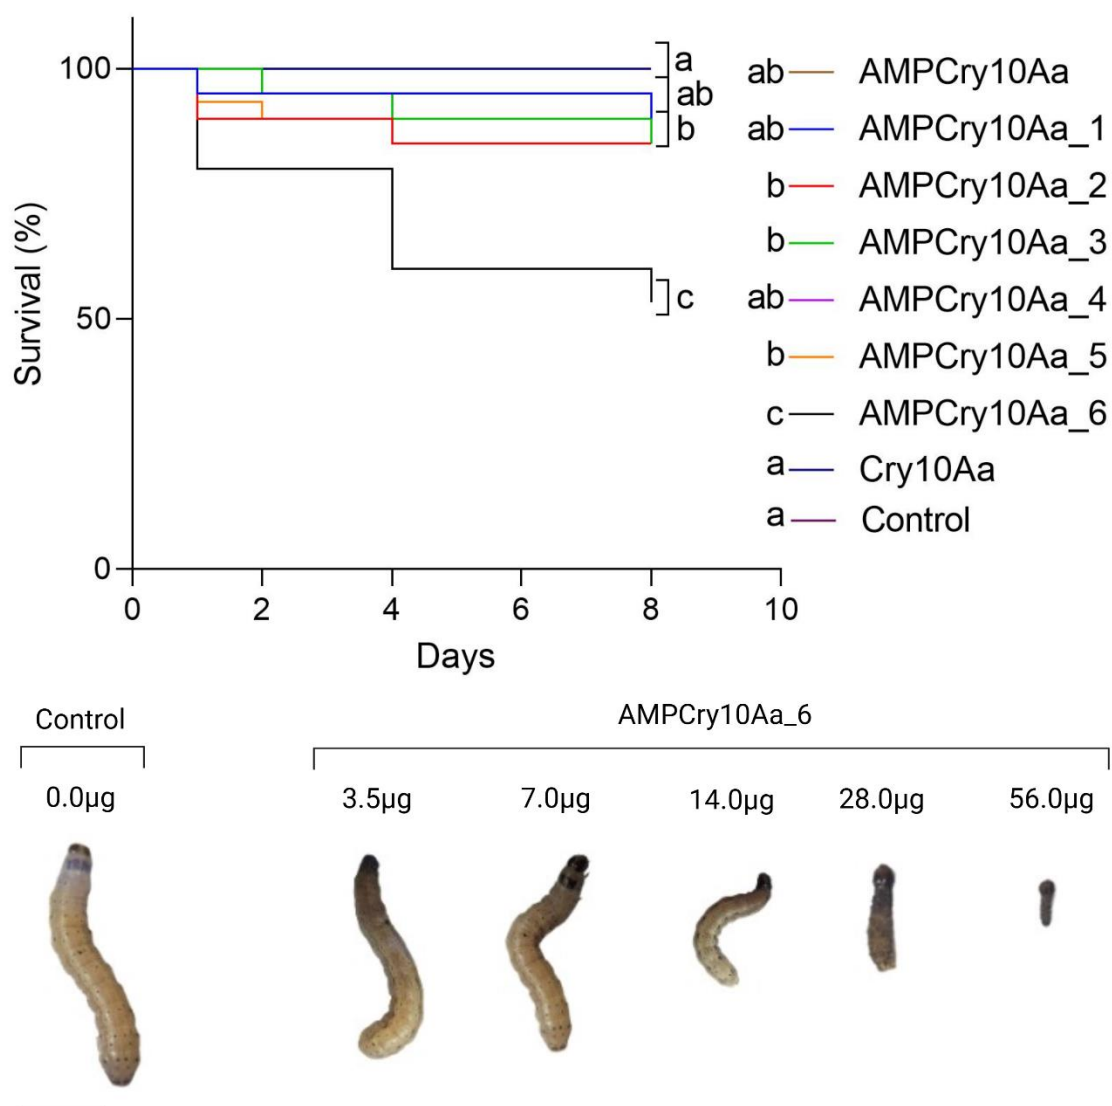 100
50
0
Survival (%)
0 2 4 6 8 10
Days
a
ab
b
c
ab AMPCry10Aa
ab AMPCry10Aa_1
b AMPCry10Aa_2
b AMPCry10Aa_3
ab AMPCry10Aa_4
b AMPCry10Aa_5
c AMPCry10Aa_6
a Cry10Aa
a Control
Control
AMPCry10Aa_6
0.0µg 3.5µg 7.0µg 14.0µg 28.0µg 56.0µg